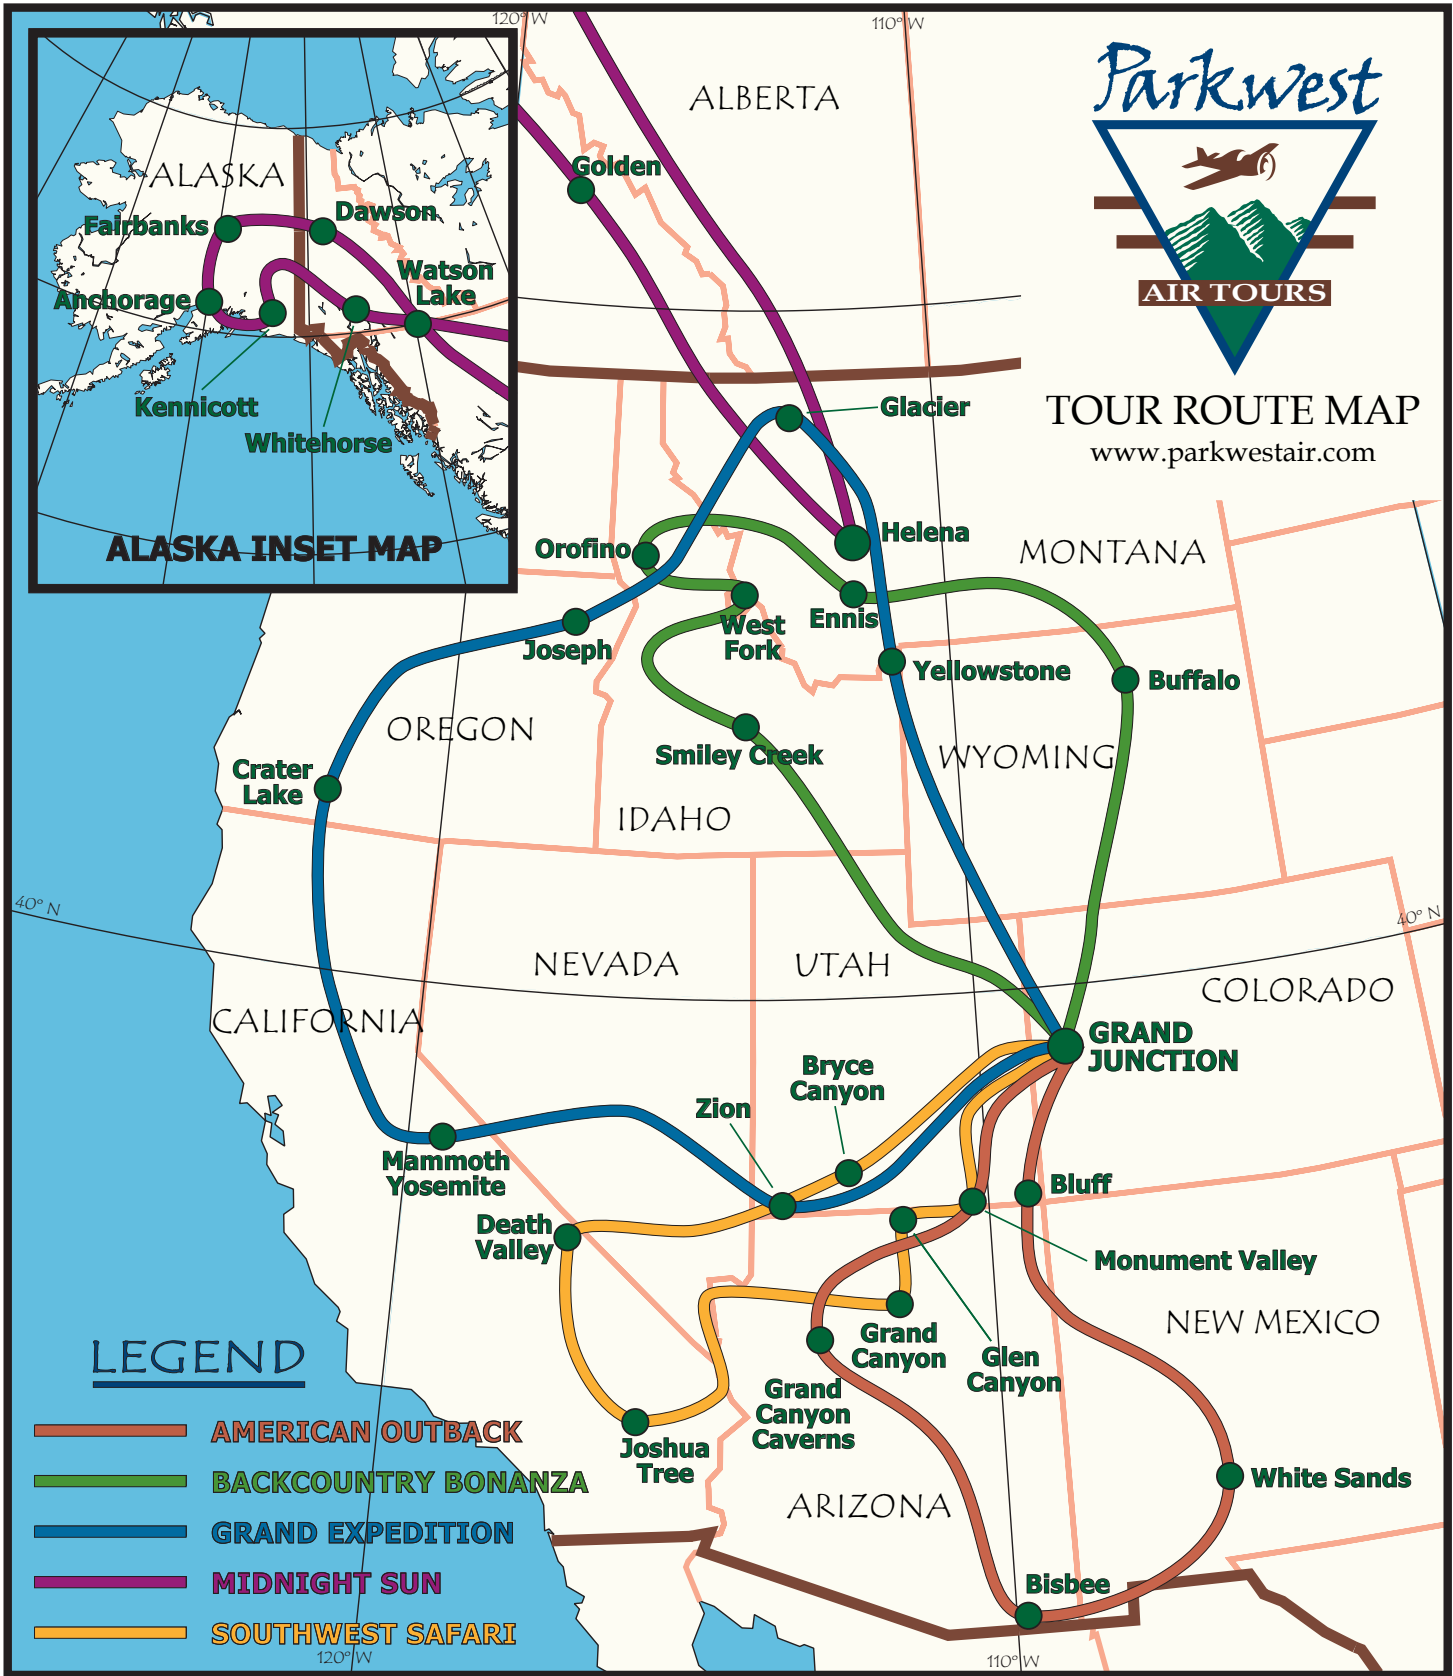 120° W
110° W
ALBERTA
Parkwest
AIR TOURS
TOUR ROUTE MAP
www.parkwestair.com
ALASKA
Fairbanks
Dawson
Watson
Lake
Anchorage
Kennicott
Whitehorse
ALASKA INSET MAP
Golden
Glacier
Helena
MONTANA
Orofino
West
Fork
Ennis
Joseph
Yellowstone
Buffalo
OREGON
Smiley Creek
WYOMING
Crater
Lake
IDAHO
40° N
40° N
NEVADA
UTAH
COLORADO
CALIFORNIA
GRAND
JUNCTION
Bryce
Canyon
Zion
Mammoth
Yosemite
Bluff
Death
Valley
Monument Valley
NEW MEXICO
Grand
Canyon
Glen
Canyon
Grand
Canyon
Caverns
Joshua
Tree
White Sands
ARIZONA
Bisbee
LEGEND
AMERICAN OUTBACK
BACKCOUNTRY BONANZA
GRAND EXPEDITION
MIDNIGHT SUN
SOUTHWEST SAFARI
120° W
110° W